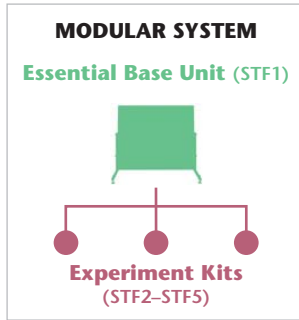 MODULAR SYSTEM
Essential Base Unit (STF1)
Experiment Kits
(STF2–STF5)